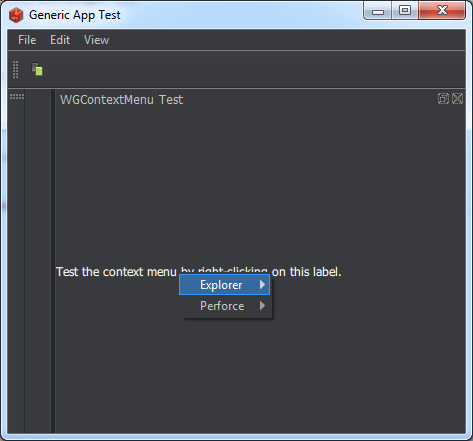 Generic App Test
File Edit View
WGContextMenu Test
Test the context menu by right-clicking on this label.
Explorer
Perforce